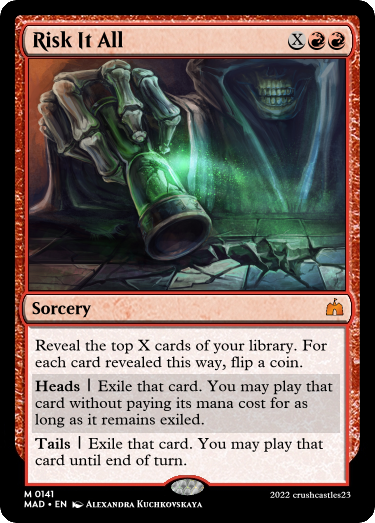 Risk It All X
Sorcery
Reveal the top X cards of your library. For
each card revealed this way, flip a coin.
Heads | Exile that card. You may play that
card without paying its mana cost for as
long as it remains exiled.
Tails | Exile that card. You may play that
card until end of turn.
M 0141
MAD • EN Alexandra Kuchkovskaya
2022 crushcastles23